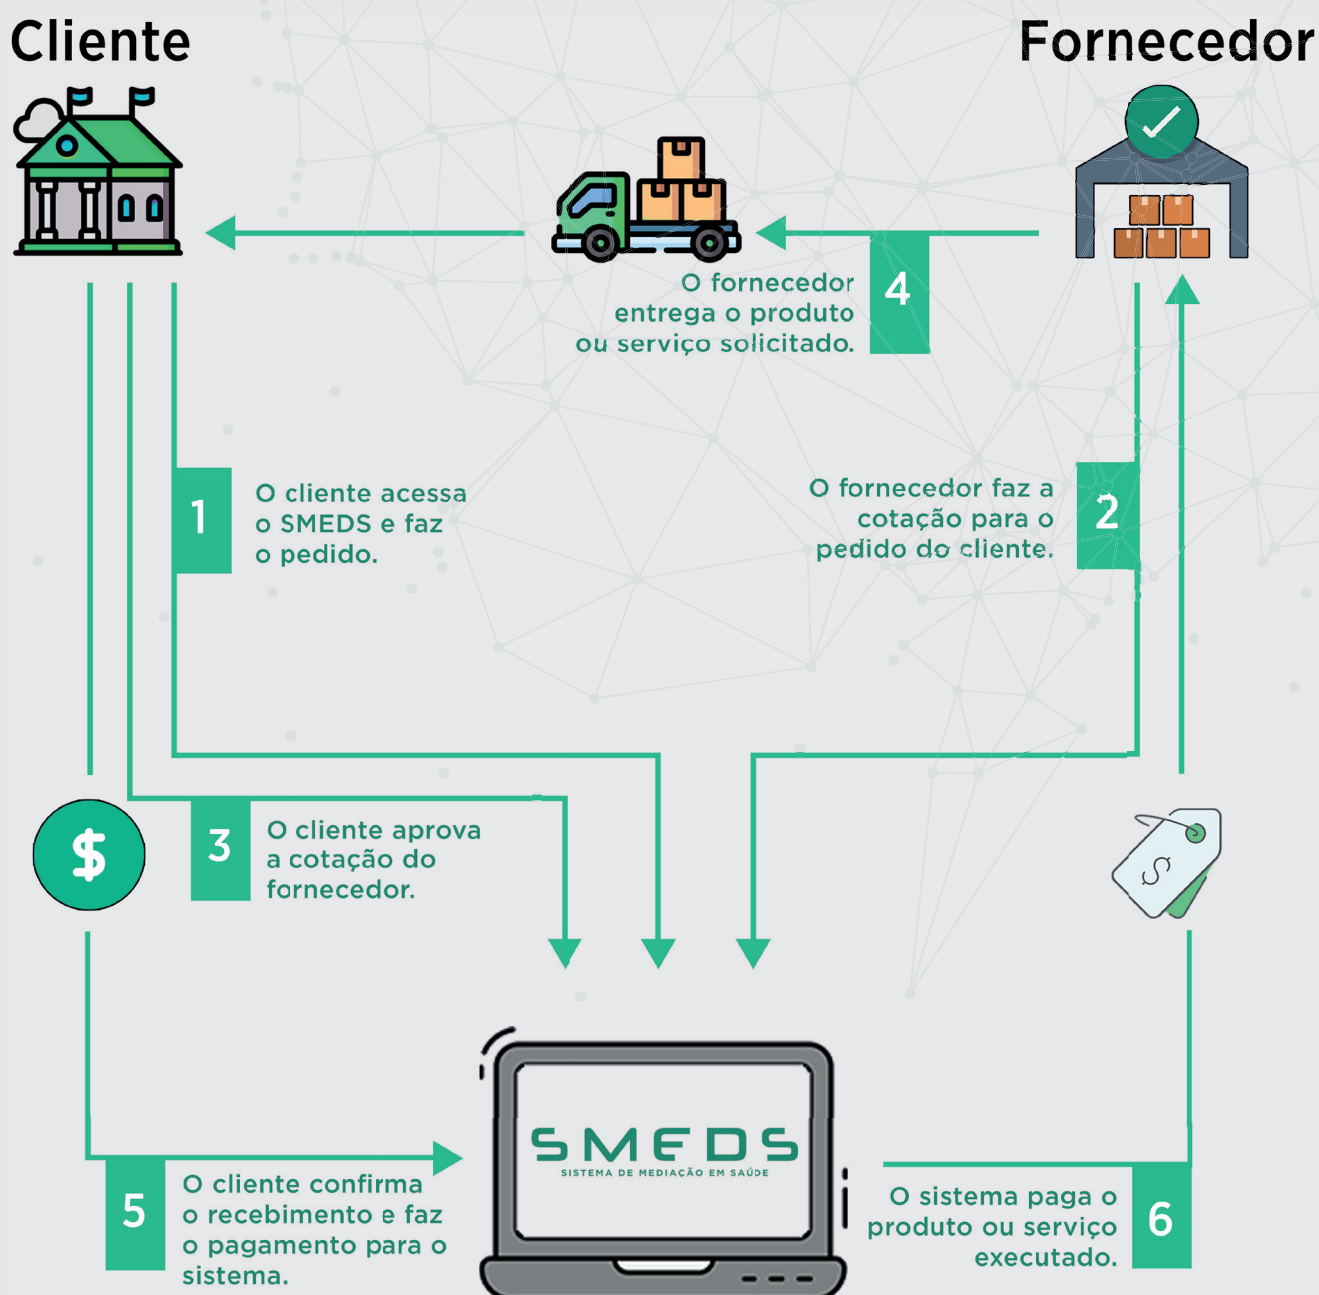 Cliente
Fornecedor
4
O fornecedor
entrega o produto
ou serviço solicitado.
1
O cliente acessa
o SMEDS e faz
o pedido.
O fornecedor faz a
cotação para o
pedido do cliente.
2
$
3
O cliente aprova
a cotação do
fornecedor.
$
SMEDS
SISTEMA DE MEDIAÇÃO EM SAÚDE
5
O cliente confirma
o recebimento e faz
o pagamento para o
sistema.
O sistema paga o
produto ou serviço
executado.
6